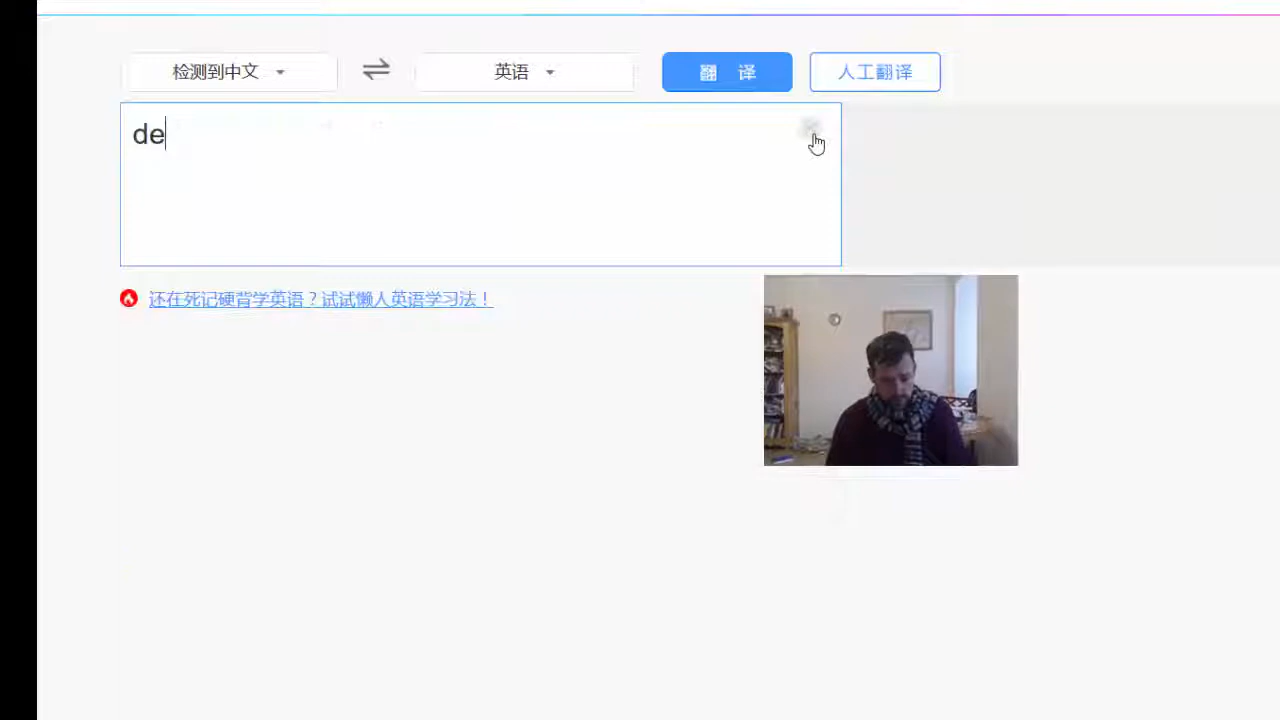 检测到中文
英语
翻 译
人工翻译
de
还在死记硬背学英语？试试懒人英语学习法！